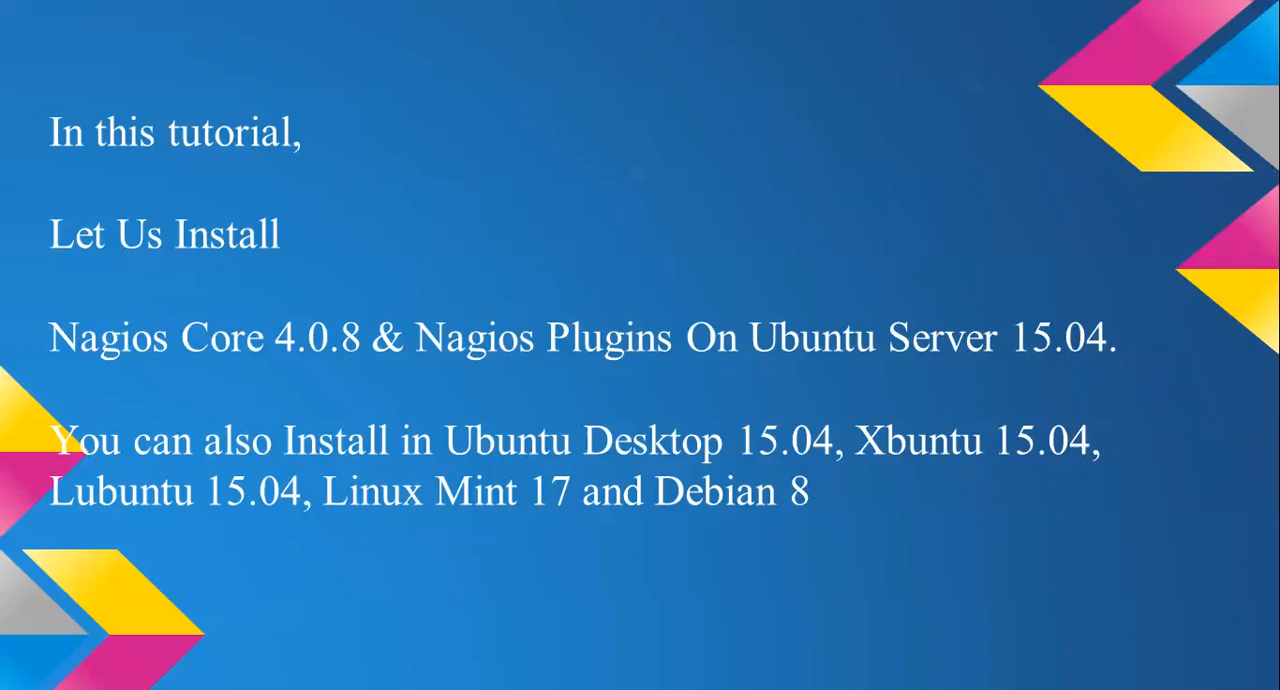 In this tutorial,
Let Us Install
Nagios Core 4.0.8 & Nagios Plugins On Ubuntu Server 15.04.
You can also Install in Ubuntu Desktop 15.04, Xbuntu 15.04,
Lubuntu 15.04, Linux Mint 17 and Debian 8